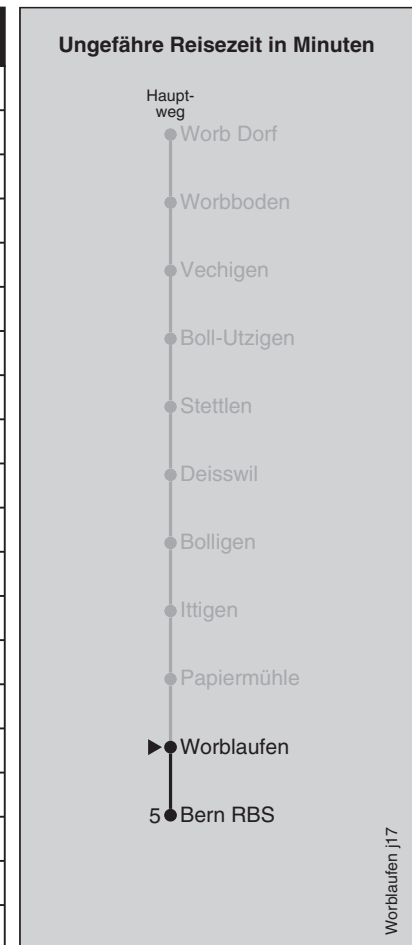 Ungefähre Reisezeit in Minuten
Haupt-
weg
Worb Dorf
Worbboden
Vechigen
Boll-Utzigen
Stettlen
Deisswil
Bolligen
Ittigen
Papiermühle
Worblaufen
5 Bern RBS
Worblaufen j17